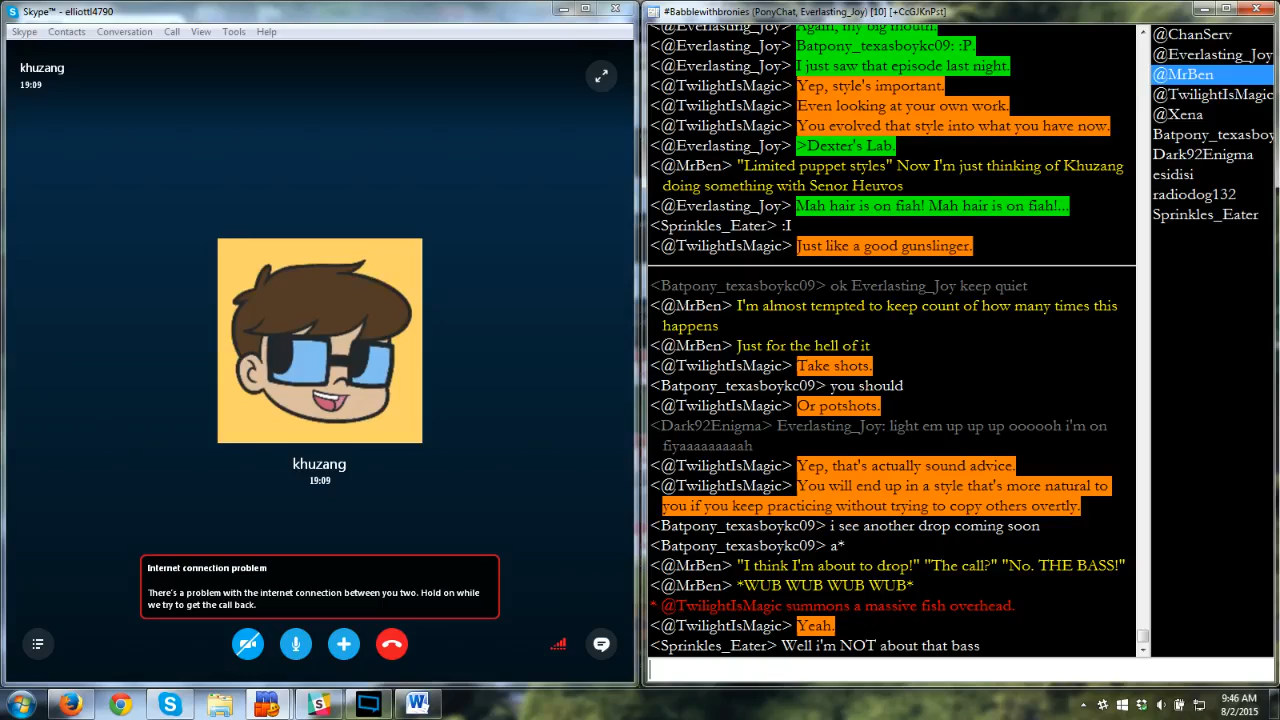 Skype™ - elliottl4790
Skype Contacts Conversation Call View Tools Help
khuzang
19:09
khuzang
19:09
Internet connection problem
There's a problem with the internet connection between you two. Hold on while
we try to get the call back.
#Babblewithbronies (PonyChat, Everlasting_Joy) [10] [+CcGJKnPst]
<@Everlasting_Joy> Again, my big mouth.
<@Everlasting_Joy> Batpony_texasboykc09: :P.
<@Everlasting_Joy> I just saw that episode last night.
<@TwilightIsMagic> Yep, style's important.
<@TwilightIsMagic> Even looking at your own work.
<@TwilightIsMagic> You evolved that style into what you have now.
<@Everlasting_Joy> >Dexter's Lab.
<@MrBen> "Limited puppet styles" Now I'm just thinking of Khuzang
doing something with Senor Heuvos
<@Everlasting_Joy> Mah hair is on fiah! Mah hair is on fiah!...
<Sprinkles_Eater> :I
<@TwilightIsMagic> Just like a good gunslinger.
<Batpony_texasboykc09> ok Everlasting_Joy keep quiet
<@MrBen> I'm almost tempted to keep count of how many times this
happens
<@MrBen> Just for the hell of it
<@TwilightIsMagic> Take shots.
<Batpony_texasboykc09> you should
<@TwilightIsMagic> Or potshots.
<Dark92Enigma> Everlasting_Joy: light em up up up oooooh i'm on
fiyaaaaaaaaah
<@TwilightIsMagic> Yep, that's actually sound advice.
<@TwilightIsMagic> You will end up in a style that's more natural to
you if you keep practicing without trying to copy others overtly.
<Batpony_texasboykc09> i see another drop coming soon
<Batpony_texasboykc09> a*
<@MrBen> "I think I'm about to drop!" "The call?" "No. THE BASS!"
<@MrBen> *WUB WUB WUB WUB*
* @TwilightIsMagic summons a massive fish overhead.
<@TwilightIsMagic> Yeah.
<Sprinkles_Eater> Well i'm NOT about that bass
@ChanServ
@Everlasting_Joy
@MrBen
@TwilightIsMagic
@Xena
Batpony_texasboy
Dark92Enigma
esidisi
radiodog132
Sprinkles_Eater
9:46 AM
8/2/2015